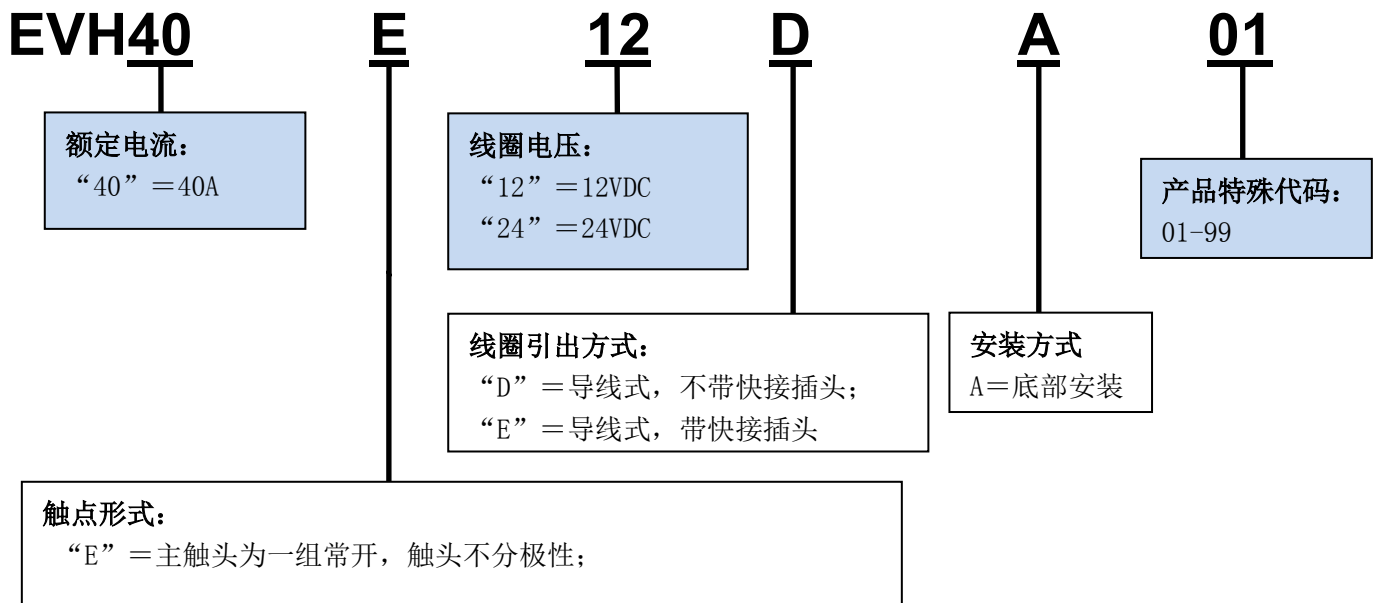 EVH40 E 12 D A 01
额定电流：
“40”＝40A
线圈电压：
“12”＝12VDC
“24”＝24VDC
产品特殊代码：
01-99
线圈引出方式：
“D”＝导线式，不带快接插头；
“E”＝导线式，带快接插头
安装方式
A＝底部安装
触点形式：
“E”＝主触头为一组常开，触头不分极性；